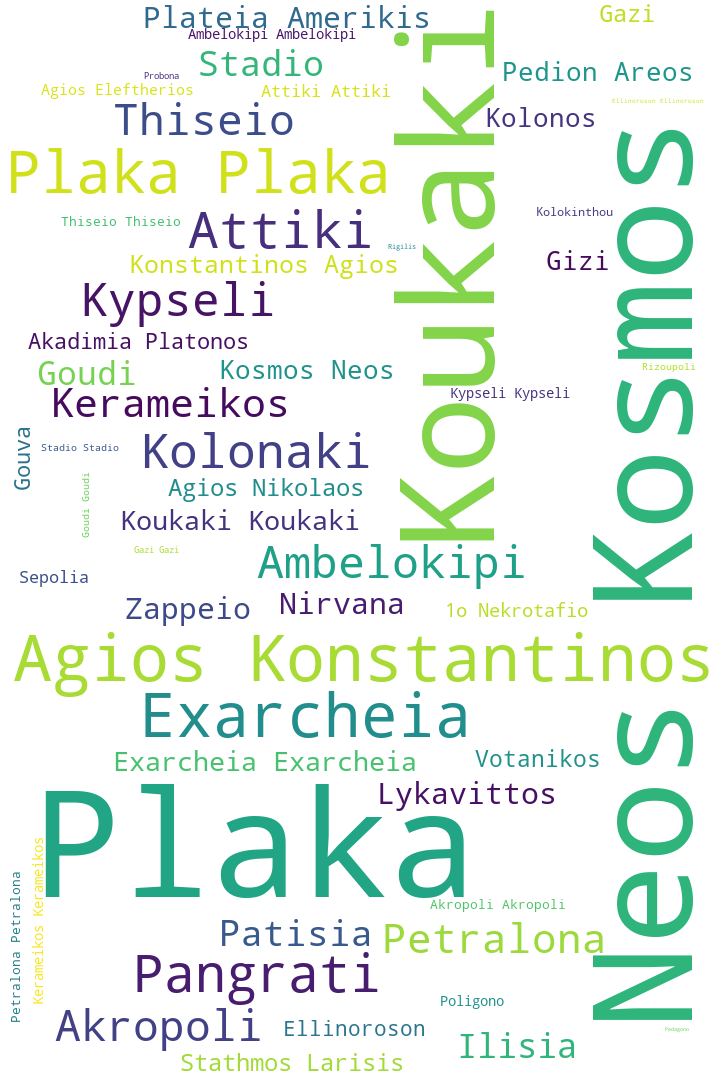 Plateia Amerikis
Gazi
Ambelokipi Ambelokipi
Stadio
Pedion Areos
Probona
Agios Eleftherios
Attiki Attiki
Ellinoroson Ellinoroson
Thiseio
Kolonos
Plaka Plaka
Koukaki
Neos Kosmos
Kolokinthou
Thiseio Thiseio
Attiki
Rigilis
Konstantinos Agios
Gizi
Kypseli
Akadimia Platonos
Goudi
Kosmos Neos
Rizoupoli
Kerameikos
Kypseli Kypseli
Gouva
Stadio Stadio
Kolonaki
Goudi Goudi
Agios Nikolaos
Koukaki Koukaki
Gazi Gazi
Ambelokipi
Sepolia
Zappeio
Nirvana
1o Nekrotafio
Agios Konstantinos
Exarcheia
Exarcheia Exarcheia
Votanikos
Plaka
Lykavittos
Petralona Petralona
Kerameikos Kerameikos
Akropoli Akropoli
Patisia
Petralona
Pangrati
Poligono
Akropoli
Ellinoroson
Pedagono
Ilisia
Stathmos Larisis